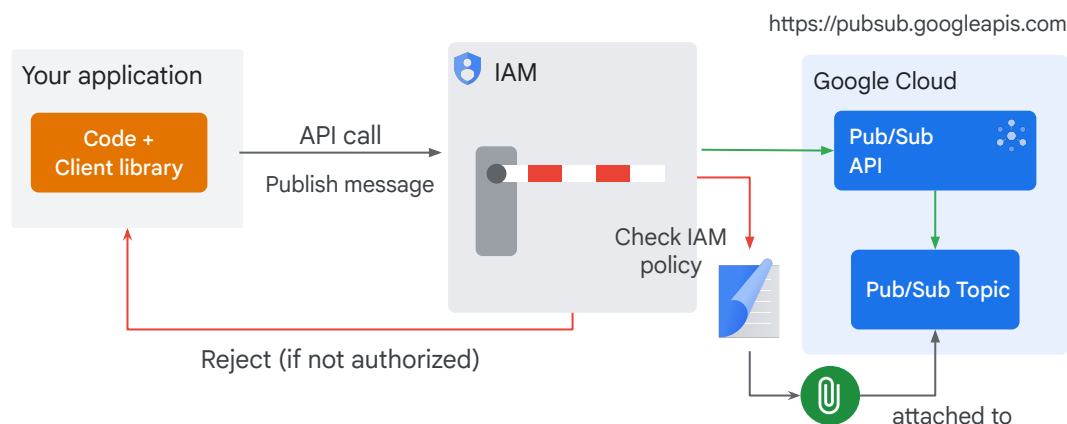 https://pubsub.googleapis.com
Your application
IAM
Google Cloud
Code +
Client library
API call
Publish message
Pub/Sub
API
Check IAM
policy
Pub/Sub Topic
Reject (if not authorized)
attached to